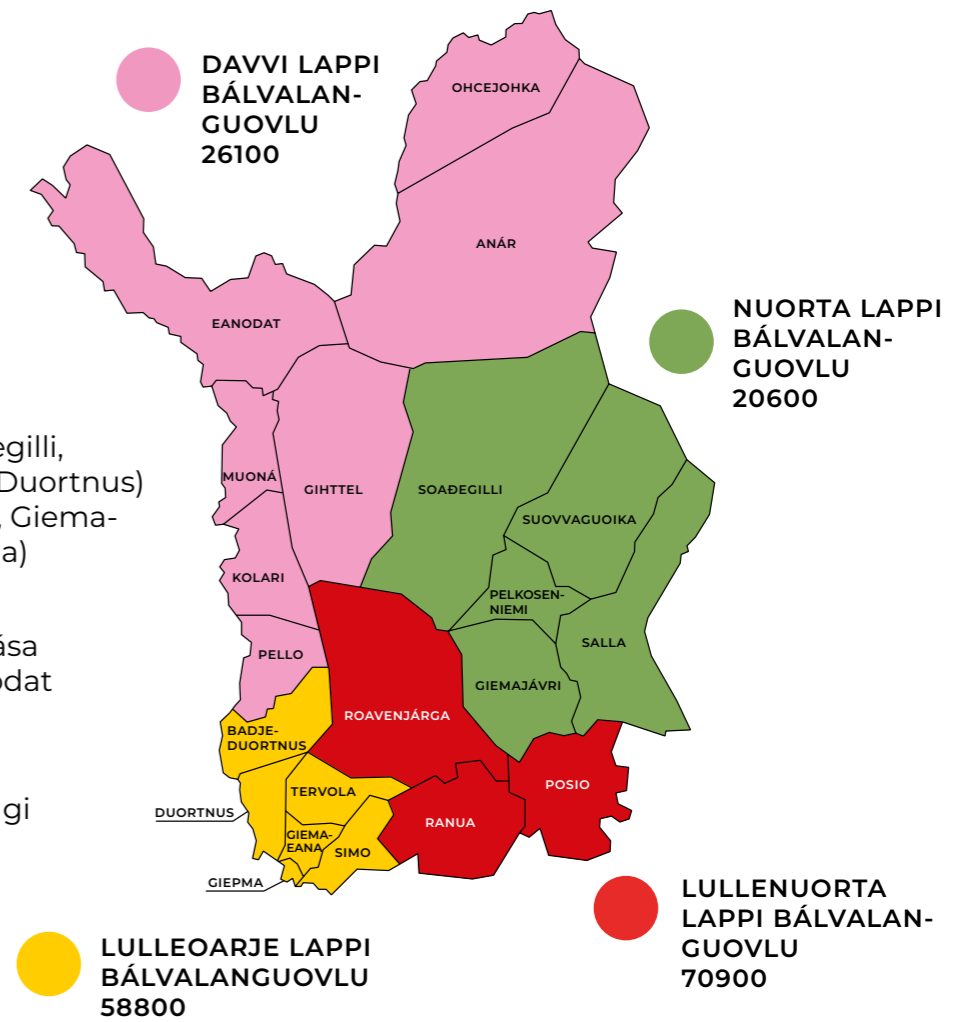 DAVVI LAPPI
BÁLVALAN-
GUOVLU
26100
OHCEJOHKA
ANÁR
EANODAT
NUORTA LAPPI
BÁLVALAN-
GUOVLU
20600
egilli,
Duortnus)
, Giema-
a)
ása
odat
gi
MUONÁ
GIHTTEL
SOAĐEGILLI
SUOVVAGUOIKA
KOLARI
PELKOSEN-
NIEMI
SALLA
PELLO
GIEMAJÁVRI
ROAVENJÁRGA
BADJE-
DUORTNUS
TERVOLA
POSIO
DUORTNUS
RANUA
GIEMA-
EANA
SIMO
GIEPMA
LULLENUORTA
LAPPI BÁLVALAN-
GUOVLU
70900
LULLEOARJE LAPPI
BÁLVALANGUOVLU
58800